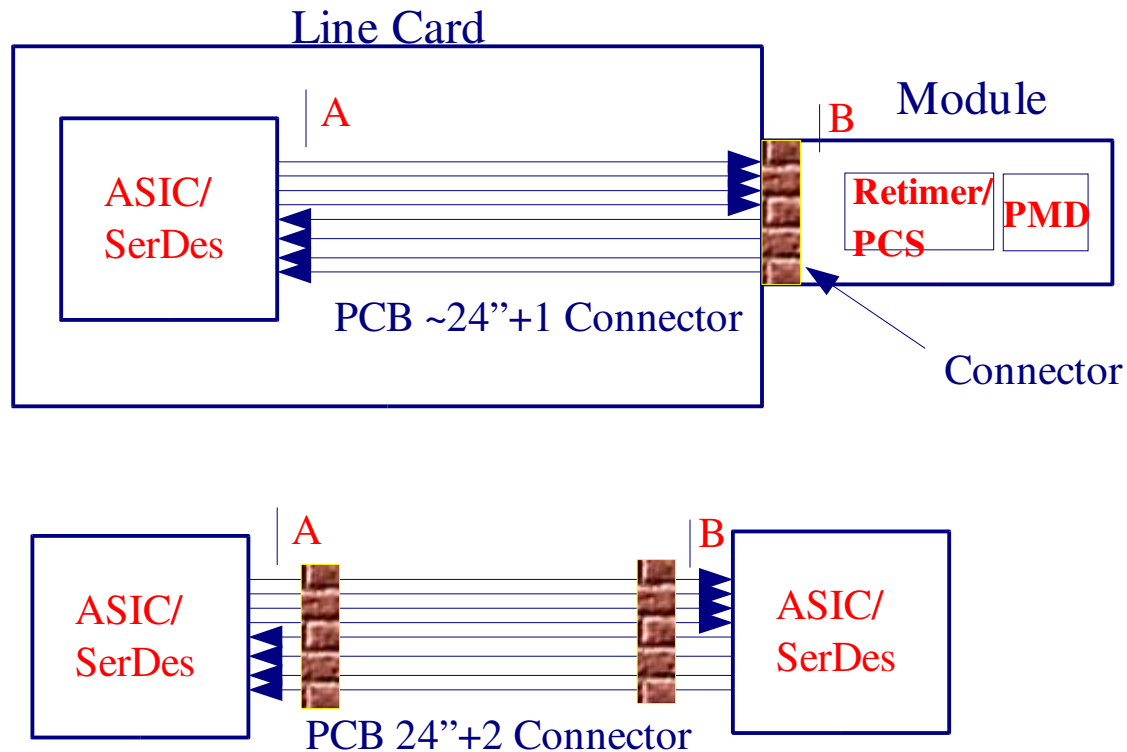 Line Card
A
B
Module
ASIC/
SerDes
Retimer/
PCS
PMD
PCB ~24”+1 Connector
Connector
A
B
ASIC/
SerDes
ASIC/
SerDes
PCB 24”+2 Connector